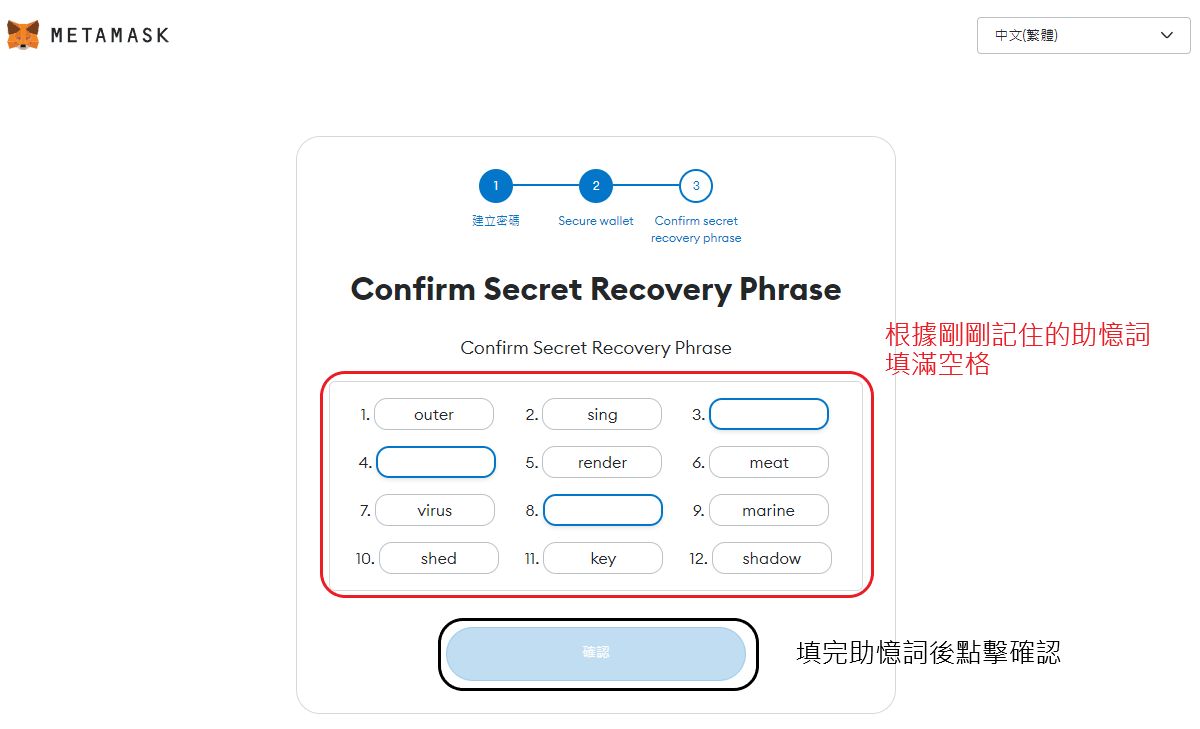 METAMASK
中文(繁體)
1 2 3
建立密碼 Secure wallet Confirm secret
recovery phrase
Confirm Secret Recovery Phrase
根據剛剛記住的助憶詞
填滿空格
Confirm Secret Recovery Phrase
1. outer 2. sing 3.
4. 5. render 6. meat
7. virus 8. 9. marine
10. shed 11. key 12. shadow
確認
填完助憶詞後點擊確認